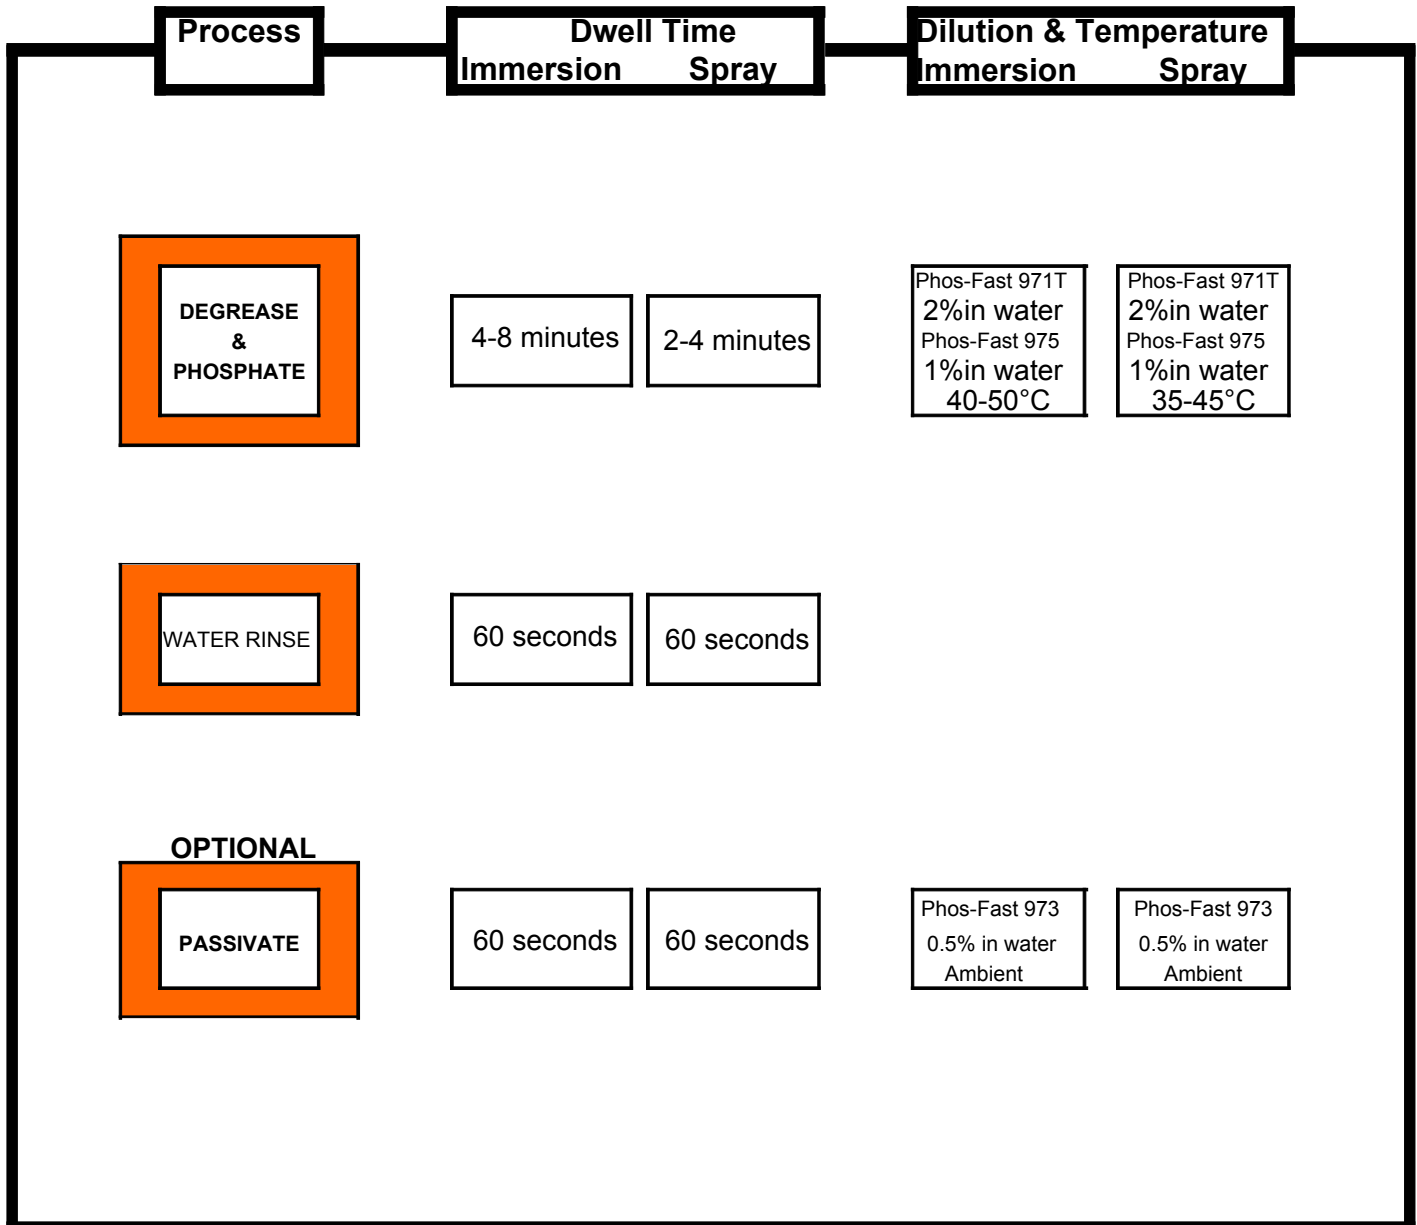 Process
Dwell Time
Immersion Spray
Dilution & Temperature
Immersion Spray
DEGREASE
&
PHOSPHATE
4-8 minutes
2-4 minutes
Phos-Fast 971T
2%in water
Phos-Fast 975
1%in water
40-50°C
Phos-Fast 971T
2%in water
Phos-Fast 975
1%in water
35-45°C
WATER RINSE
60 seconds
60 seconds
OPTIONAL
PASSIVATE
60 seconds
60 seconds
Phos-Fast 973
0.5% in water
Ambient
Phos-Fast 973
0.5% in water
Ambient